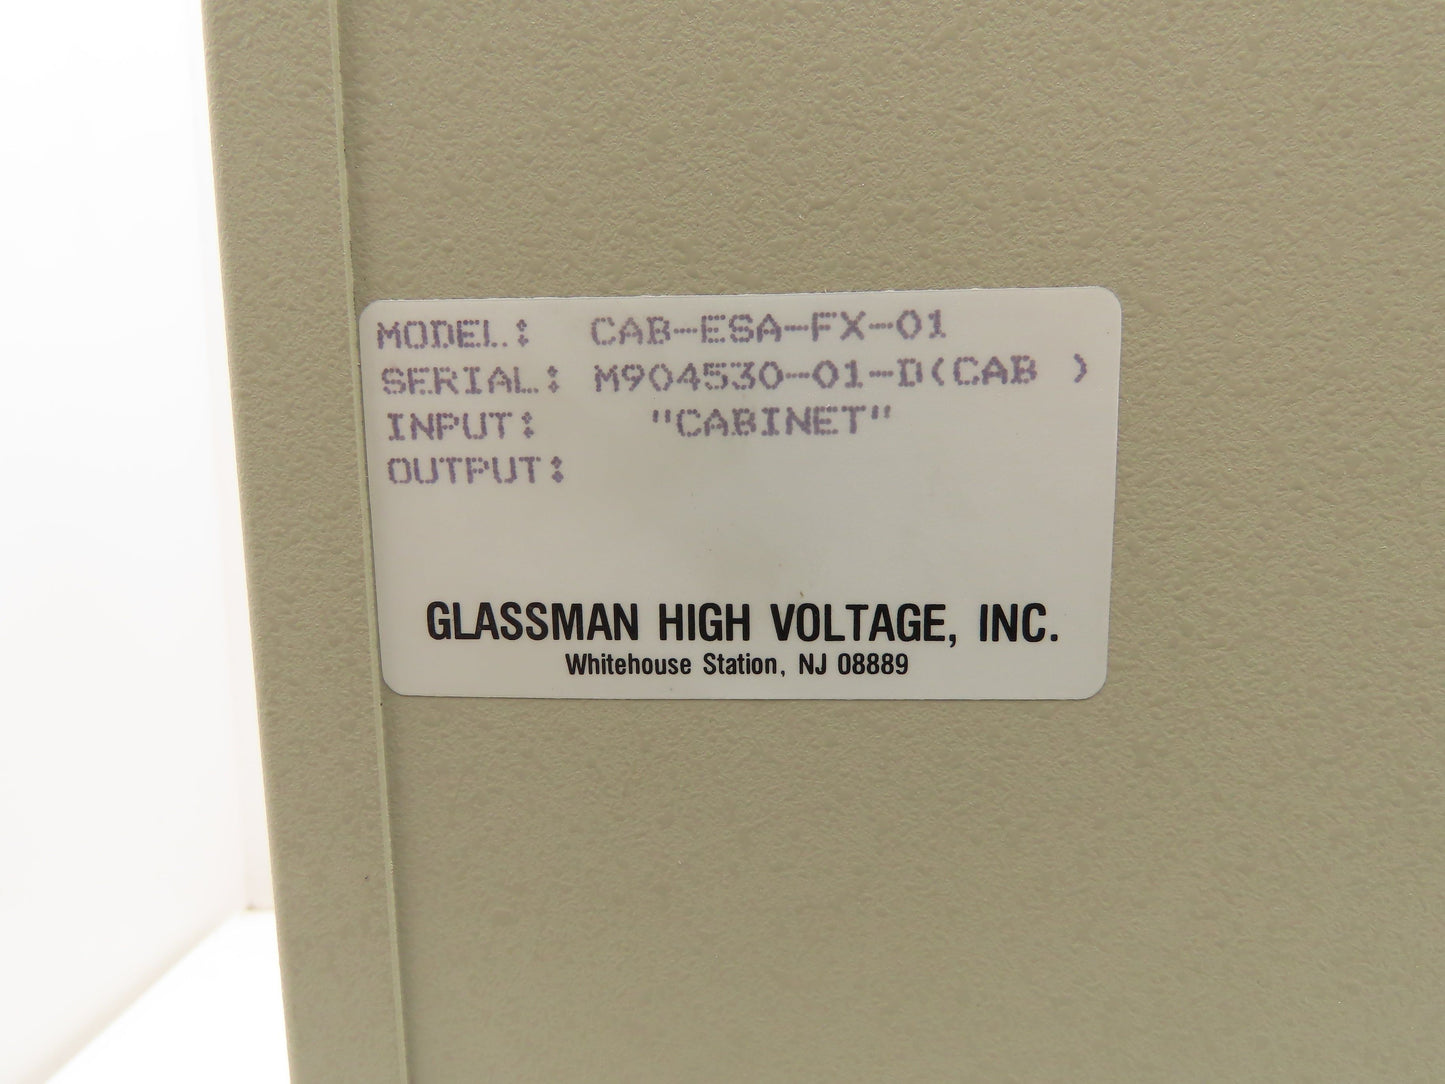 MODEL: CAB-ESA-FX-01
SERIAL: M904530-01-D(CAB )
INPUT: "CABINET"
OUTPUT:
GLASSMAN HIGH VOLTAGE, INC.
Whitehouse Station, NJ 08889